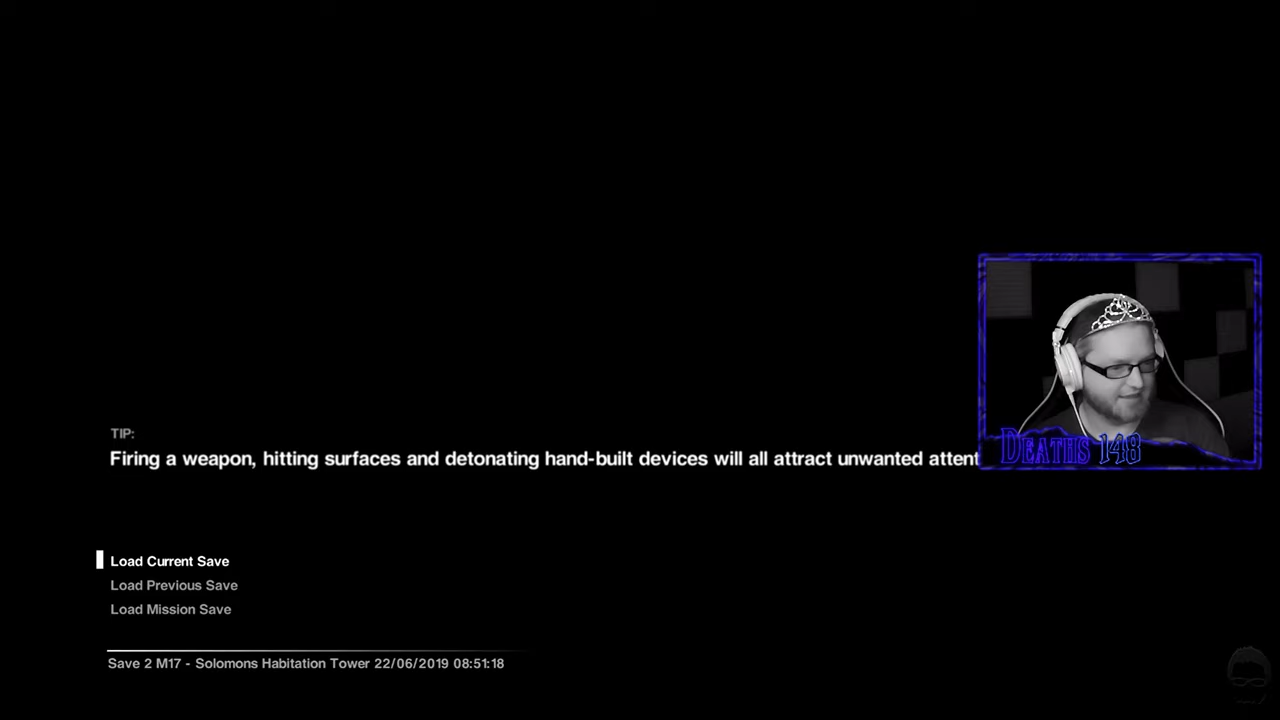 TIP:
Firing a weapon, hitting surfaces and detonating hand-built devices will all attract unwanted attent
Deaths 148
Load Current Save
Load Previous Save
Load Mission Save
Save 2 M17 - Solomons Habitation Tower 22/06/2019 08:51:18